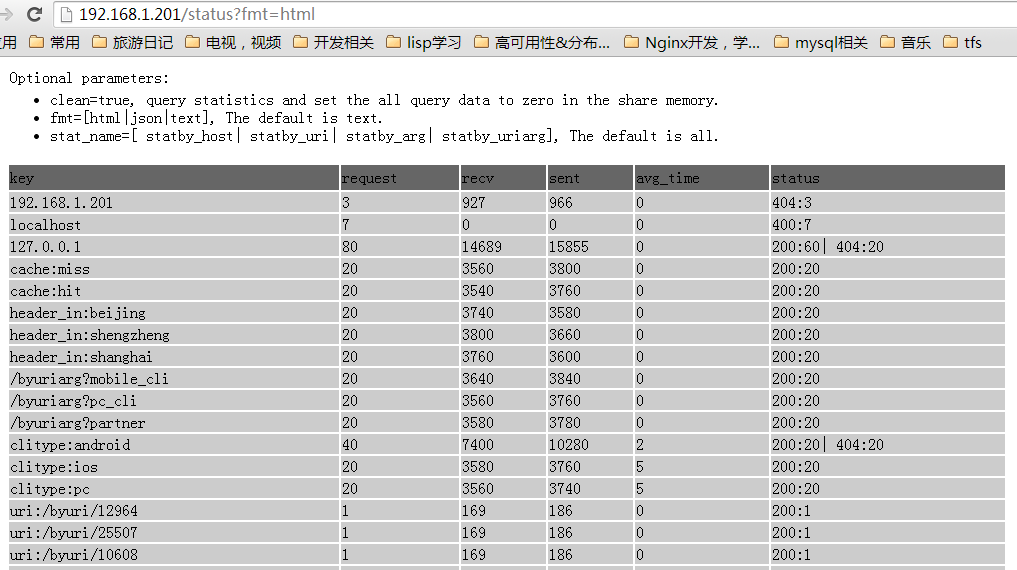 192.168.1.201/status?fmt=html
用 常用 旅游日记 电视，视频 开发相关 lisp学习 高可用性&分布... Nginx开发，学... mysql相关 音乐 tfs
Optional parameters:
• clean=true, query statistics and set the all query data to zero in the share memory.
• fmt=[html|json|text], The default is text.
• stat_name=[ statby_host| statby_uri| statby_arg| statby_uriarg], The default is all.
key request recv sent avg_time status
192.168.1.201 3 927 966 0 404:3
localhost 7 0 0 0 400:7
127.0.0.1 80 14689 15855 0 200:60| 404:20
cache:miss 20 3560 3800 0 200:20
cache:hit 20 3540 3760 0 200:20
header_in:beijing 20 3740 3580 0 200:20
header_in:shengzheng 20 3800 3660 0 200:20
header_in:shanghai 20 3760 3600 0 200:20
/byuriarg?mobile_cli 20 3640 3840 0 200:20
/byuriarg?pc_cli 20 3560 3760 0 200:20
/byuriarg?partner 20 3580 3780 0 200:20
clitype:android 40 7400 10280 2 200:20| 404:20
clitype:ios 20 3580 3760 5 200:20
clitype:pc 20 3560 3740 5 200:20
uri:/byuri/12964 1 169 186 0 200:1
uri:/byuri/25507 1 169 186 0 200:1
uri:/byuri/10608 1 169 186 0 200:1